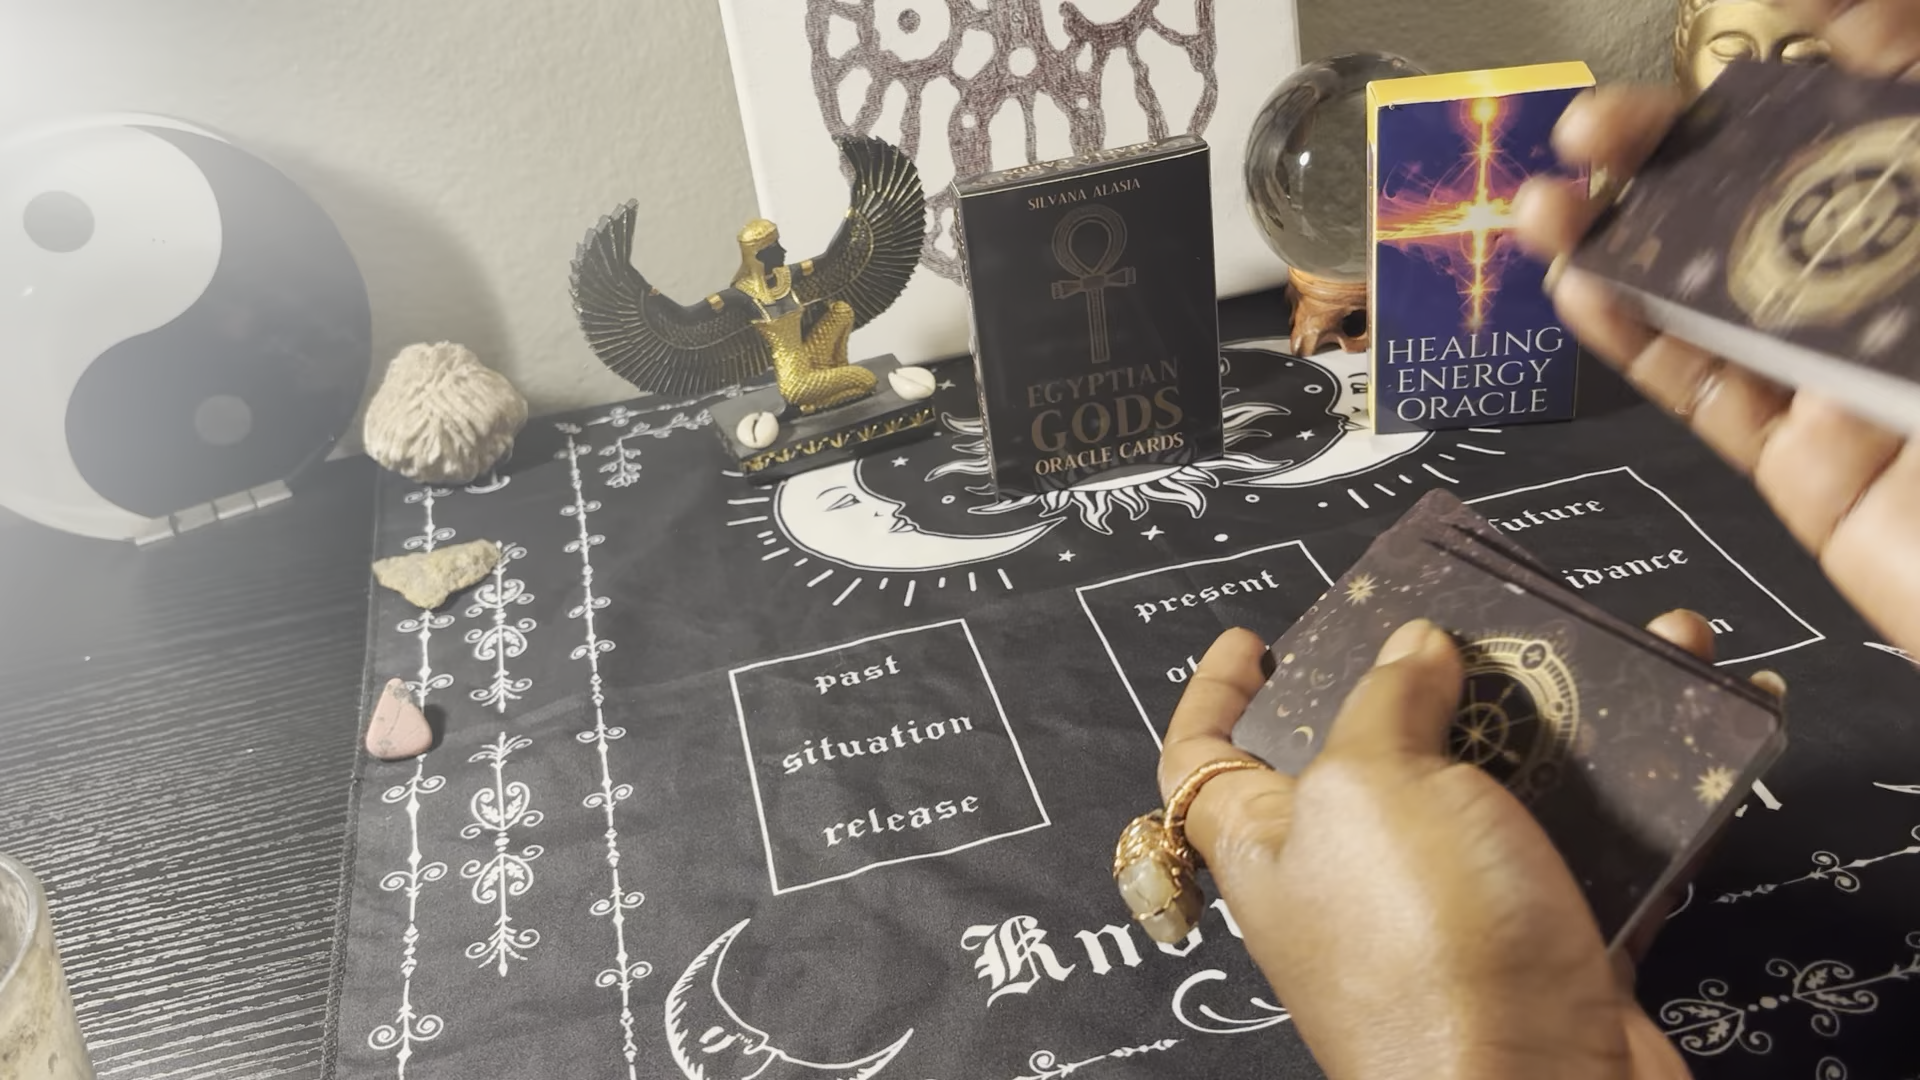 SILVANA ALASIA
EGYPTIAN
GODS
ORACLE CARDS
HEALING
ENERGY
ORACLE
past
situation
release
present
future